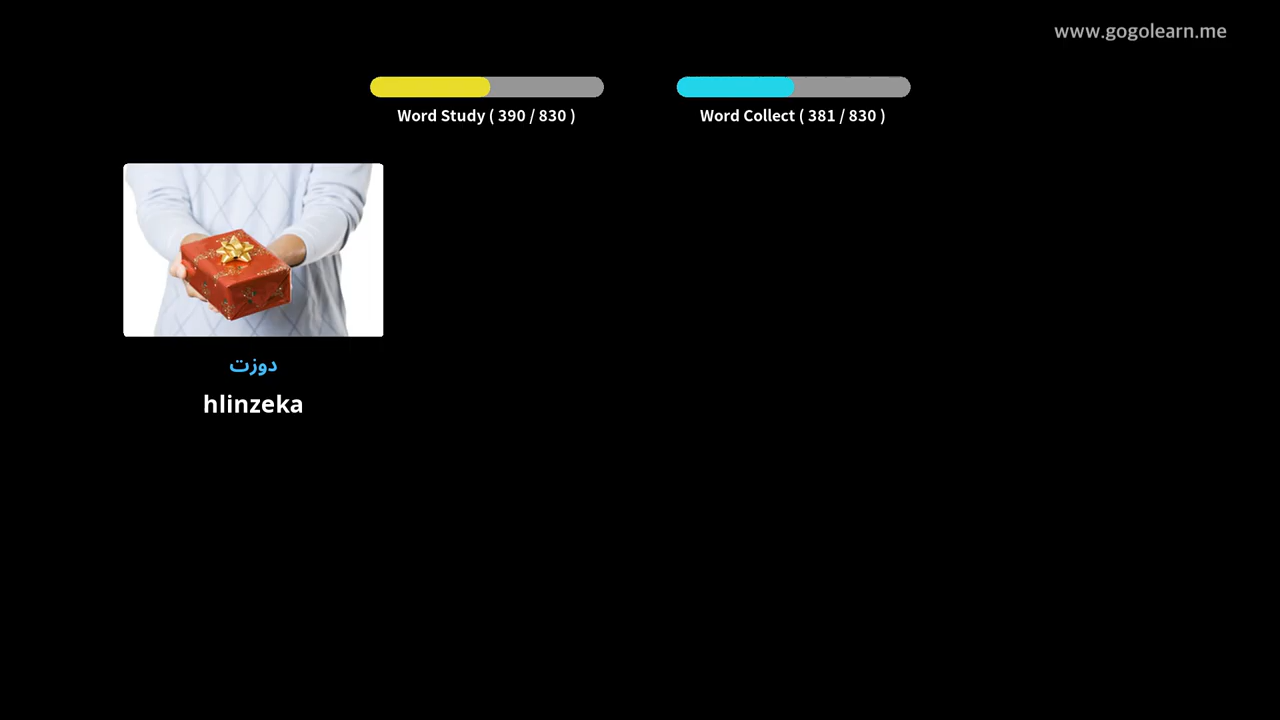 www.gogolearn.me
Word Study ( 390 / 830 )
Word Collect ( 381 / 830 )
دوزت
hlinzeka